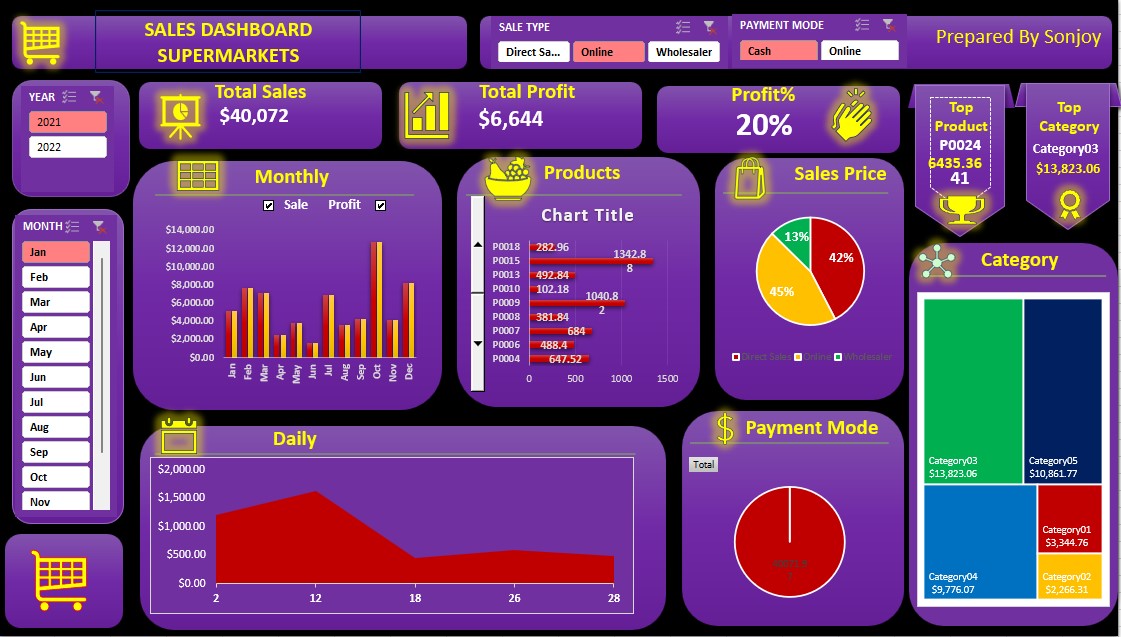 SALES DASHBOARD
SUPERMARKETS
SALE TYPE
Direct Sa...
Online
Wholesaler
PAYMENT MODE
Cash
Online
Prepared By Sonjoy
YEAR
2021
2022
Total Sales
$40,072
Total Profit
$6,644
Profit%
20%
Top
Product
P0024
6435.36
41
Top
Category
Category03
$13,823.06
MONTH
Jan
Feb
Mar
Apr
May
Jun
Jul
Aug
Sep
Oct
Nov
Monthly
Sale
Profit
$14,000.00
$12,000.00
$10,000.00
$8,000.00
$6,000.00
$4,000.00
$2,000.00
$0.00
Jan
Feb
Mar
Apr
May
Jun
Jul
Aug
Sep
Oct
Nov
Dec
Products
Chart Title
P0018 282.96
P0015 1342.8
8
P0013 492.84
P0010 102.18
P0009 1040.8
2
P0008 381.84
P0007 684
P0006 488.4
P0004 647.52
0 500 1000 1500
Sales Price
13%
42%
45%
Direct Sales Online Wholesaler
Category
Category03
$13,823.06
Category05
$10,861.77
Category04
$9,776.07
Category01
$3,344.76
Category02
$2,266.31
Daily
$2,000.00
$1,500.00
$1,000.00
$500.00
$0.00
2 12 18 26 28
Payment Mode
$
Total